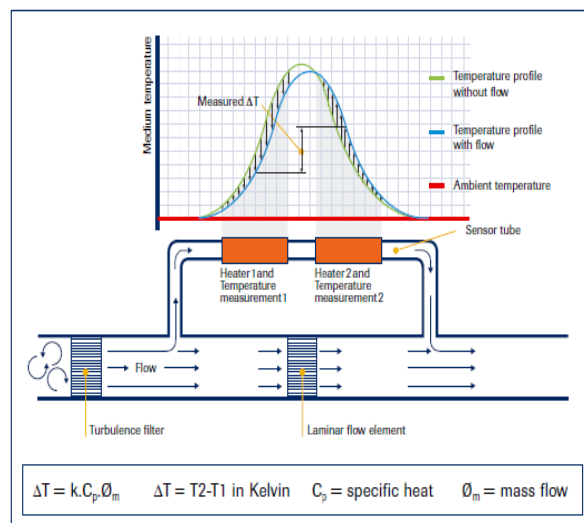 Medium temperature
Measured ΔT
Temperature profile
without flow
Temperature profile
with flow
Ambient temperature
Sensor tube
Heater 1 and
Temperature
measurement 1
Heater 2 and
Temperature
measurement 2
Flow
Turbulence filter
Laminar flow element
ΔT = k.Cp.Øm ΔT = T2-T1 in Kelvin Cp = specific heat Øm = mass flow